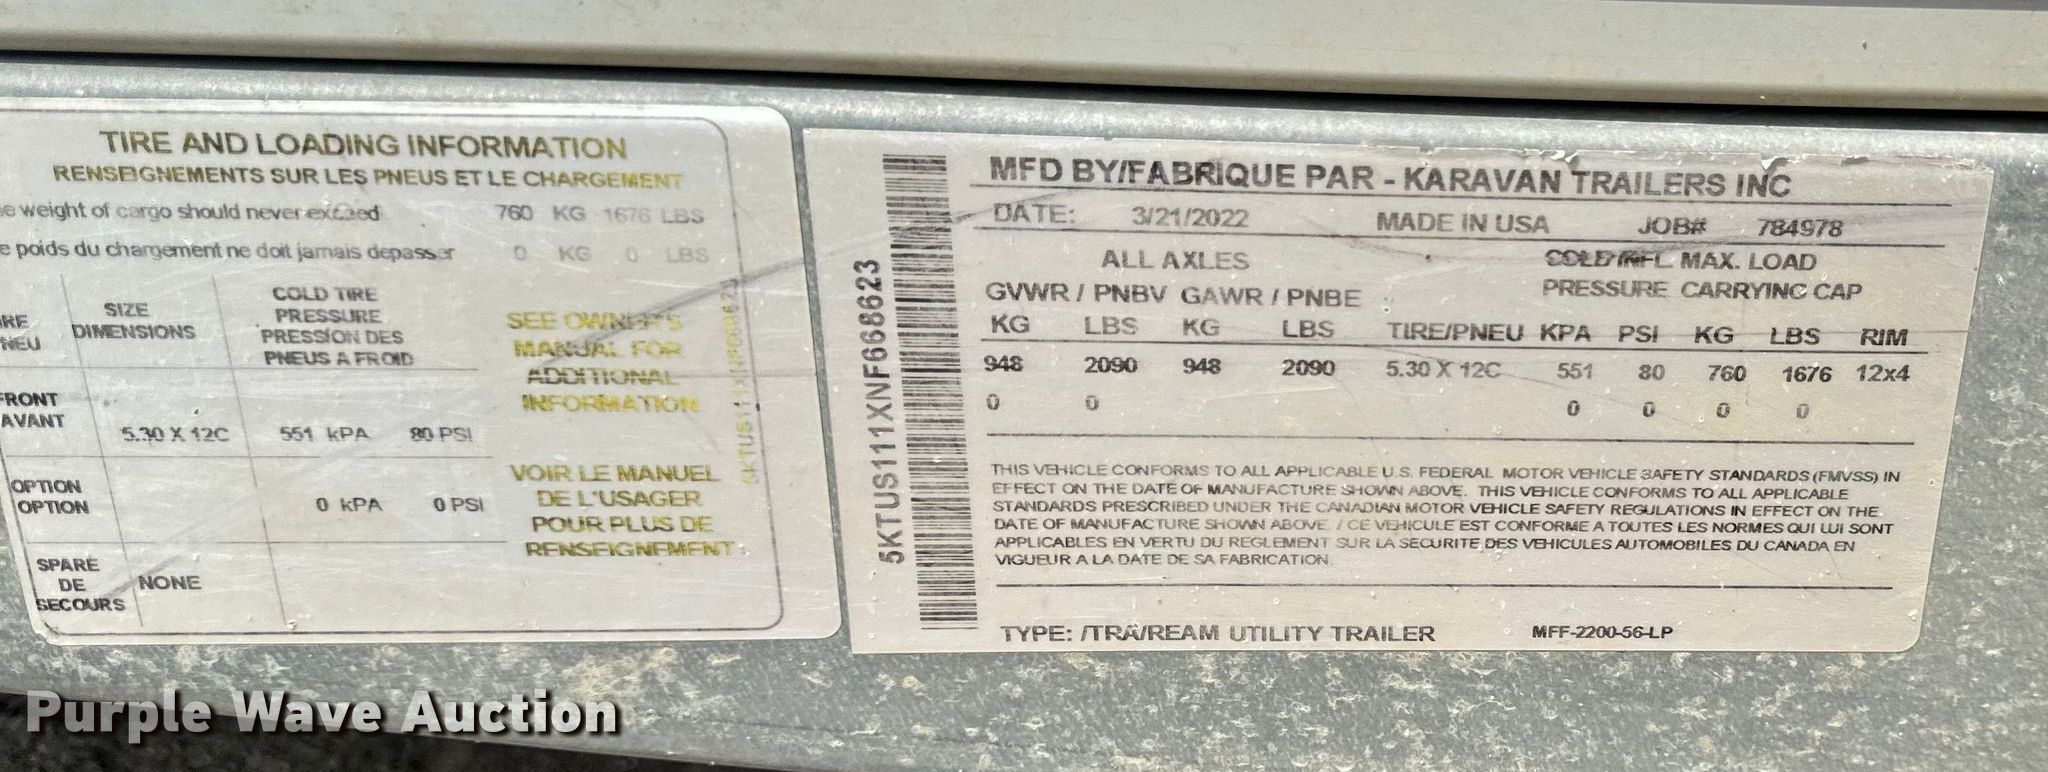 TIRE AND LOADING INFORMATION
RENSEIGNEMENTS SUR LES PNEUS ET LE CHARGEMENT
weight of cargo should never exceed 760 KG 1676 LBS
poids du chargement ne doit jamais depasser 0 KG 0 LBS
SIZE
DIMENSIONS
COLD TIRE
PRESSURE
PRESSION DES
PNEUS A FROID
FRONT
AVANT
5.30 X 12C 551 kPA 80 PSI
OPTION
OPTION
0 kPA 0 PSI
SPARE
DE
SECOURS
NONE
SEE OWNER'S
MANUAL FOR
ADDITIONAL
INFORMATION
VOIR LE MANUEL
DE L'USAGER
POUR PLUS DE
RENSEIGNEMENT
5KTUS111XNF668623
5KTUS111XNF668623
MFD BY/FABRIQUE PAR - KARAVAN TRAILERS INC
DATE: 3/21/2022 MADE IN USA JOB# 784978
ALL AXLES COLD INFL. MAX. LOAD
GVWR / PNBV GAWR / PNBE PRESSURE CARRYING CAP
KG LBS KG LBS TIRE/PNEU KPA PSI KG LBS RIM
948 2090 948 2090 5.30 X 12C 551 80 760 1676 12x4
0 0 0 0 0 0
THIS VEHICLE CONFORMS TO ALL APPLICABLE U.S. FEDERAL MOTOR VEHICLE SAFETY STANDARDS (FMVSS) IN
EFFECT ON THE DATE OF MANUFACTURE SHOWN ABOVE. THIS VEHICLE CONFORMS TO ALL APPLICABLE
STANDARDS PRESCRIBED UNDER THE CANADIAN MOTOR VEHICLE SAFETY REGULATIONS IN EFFECT ON THE
DATE OF MANUFACTURE SHOWN ABOVE. / CE VEHICULE EST CONFORME A TOUTES LES NORMES QUI LUI SONT
APPLICABLES EN VERTU DU REGLEMENT SUR LA SECURITE DES VEHICULES AUTOMOBILES DU CANADA EN
VIGUEUR A LA DATE DE SA FABRICATION.
TYPE: /TRA/REAM UTILITY TRAILER MFF-2200-56-LP
Purple Wave Auction